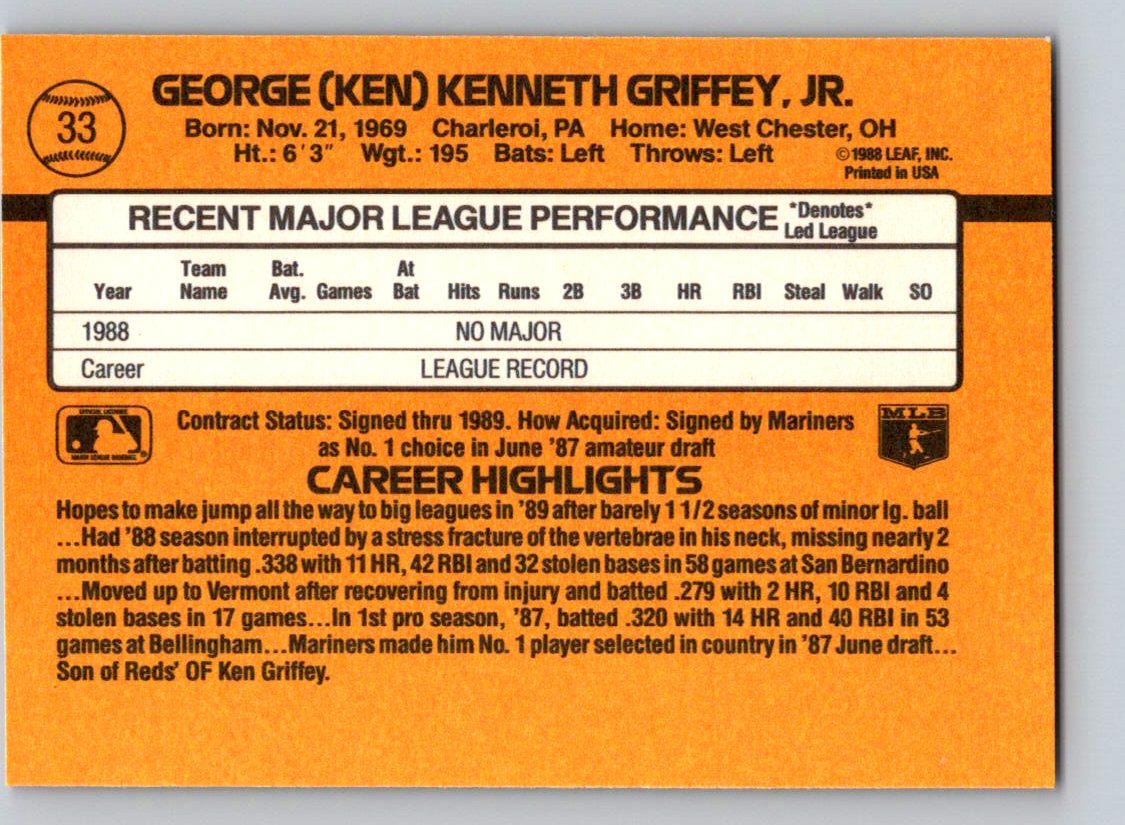 33
GEORGE (KEN) KENNETH GRIFFEY, JR.
Born: Nov. 21, 1969 Charleroi, PA Home: West Chester, OH
Ht.: 6'3" Wgt.: 195 Bats: Left Throws: Left
©1988 LEAF, INC.
Printed in USA
RECENT MAJOR LEAGUE PERFORMANCE *Denotes*
Led League
Team Bat. At
Year Name Avg. Games Bat Hits Runs 2B 3B HR RBI Steal Walk SO
1988 NO MAJOR
Career LEAGUE RECORD
Contract Status: Signed thru 1989. How Acquired: Signed by Mariners
as No. 1 choice in June '87 amateur draft
MLB
CAREER HIGHLIGHTS
Hopes to make jump all the way to big leagues in '89 after barely 1 1/2 seasons of minor lg. ball
...Had '88 season interrupted by a stress fracture of the vertebrae in his neck, missing nearly 2
months after batting .338 with 11 HR, 42 RBI and 32 stolen bases in 58 games at San Bernardino
...Moved up to Vermont after recovering from injury and batted .279 with 2 HR, 10 RBI and 4
stolen bases in 17 games...In 1st pro season, '87, batted .320 with 14 HR and 40 RBI in 53
games at Bellingham...Mariners made him No. 1 player selected in country in '87 June draft...
Son of Reds' OF Ken Griffey.